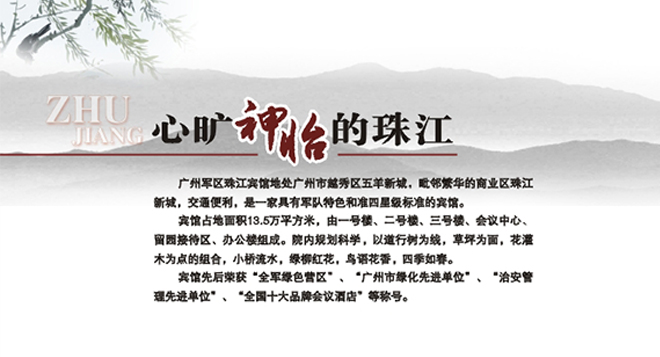 ZHU
JIANG
心旷神胎的珠江
广州军区珠江宾馆地处广州市越秀区五羊新城，毗邻繁华的商业区珠江
新城，交通便利，是一家具有军队特色和准四星级标准的宾馆。
宾馆占地面积13.5万平方米，由一号楼、二号楼、三号楼、会议中心、
留园接待区、办公楼组成。院内规划科学，以道行树为线，草坪为面，花灌
木为点的组合，小桥流水，绿柳红花，鸟语花香，四季如春。
宾馆先后荣获“全军绿色营区”、“广州市绿化先进单位”、“治安管
理先进单位”、“全国十大品牌会议酒店”等称号。